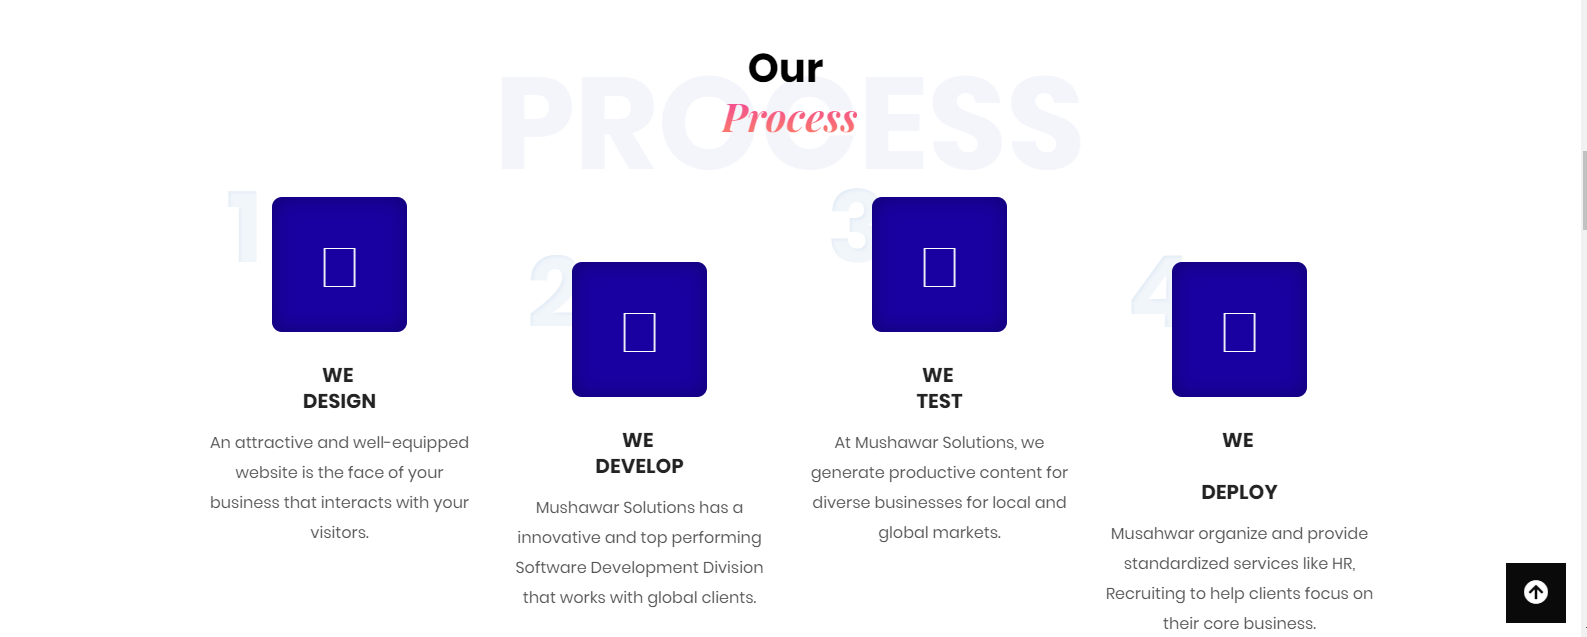 Our
PROCESS
Process
1
WE
DESIGN
An attractive and well-equipped
website is the face of your
business that interacts with your
visitors.
2
WE
DEVELOP
Mushawar Solutions has a
innovative and top performing
Software Development Division
that works with global clients.
3
WE
TEST
At Mushawar Solutions, we
generate productive content for
diverse businesses for local and
global markets.
4
WE
DEPLOY
Musahwar organize and provide
standardized services like HR,
Recruiting to help clients focus on
their core business.